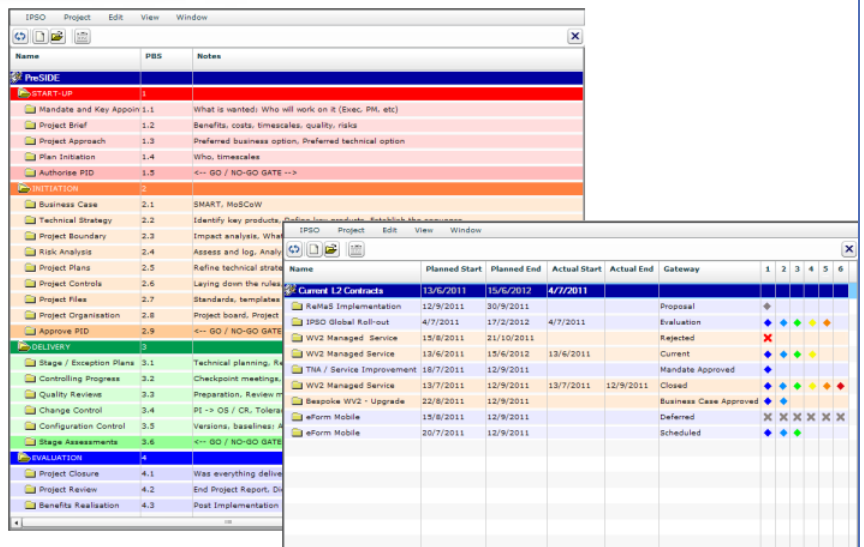 IPSO Project Edit View Window
Name PBS Notes
PreSIDE
START-UP 1
Mandate and Key Appoin 1.1 What is wanted; Who will work on it (Exec, PM, etc)
Project Brief 1.2 Benefits, costs, timescales, quality, risks
Project Approach 1.3 Preferred business option, Preferred technical option
Plan Initiation 1.4 Who, timescales
Authorise PID 1.5 <-- GO / NO-GO GATE -->
INITIATION 2
Business Case 2.1 SMART, MoSCoW
Technical Strategy 2.2 Identify key products, Define key products, Establish the
Project Boundary 2.3 Impact analysis, What
Risk Analysis 2.4 Assess and log, Analy
Project Plans 2.5 Refine technical strate
Project Controls 2.6 Laying down the rules,
Project Files 2.7 Standards, templates
Project Organisation 2.8 Project board, Project
Approve PID 2.9 <-- GO / NO-GO GATE
DELIVERY 3
Stage / Exception Plans 3.1 Technical planning, Re
Controlling Progress 3.2 Checkpoint meetings,
Quality Reviews 3.3 Preparation, Review m
Change Control 3.4 PI -> OS / CR, Tolera
Configuration Control 3.5 Versions, baselines; A
Stage Assessments 3.6 <-- GO / NO-GO GATE
EVALUATION 4
Project Closure 4.1 Was everything delive
Project Review 4.2 End Project Report, Di
Benefits Realisation 4.3 Post Implementation
IPSO Project Edit View Window
Name Planned Start Planned End Actual Start Actual End Gateway 1 2 3 4 5 6
Current L2 Contracts 13/6/2011 15/6/2012 4/7/2011
ReMaS Implementation 12/9/2011 30/9/2011 Proposal
IPSO Global Roll-out 4/7/2011 17/2/2012 4/7/2011 Evaluation
WV2 Managed Service 15/8/2011 21/10/2011 Rejected
WV2 Managed Service 13/6/2011 15/6/2012 13/6/2011 Current
TNA / Service Improvement 18/7/2011 12/9/2011 Mandate Approved
WV2 Managed Service 13/7/2011 12/9/2011 13/7/2011 12/9/2011 Closed
Bespoke WV2 - Upgrade 22/8/2011 12/9/2011 Business Case Approved
eForm Mobile 15/8/2011 12/9/2011 Deferred
eForm Mobile 20/7/2011 12/9/2011 Scheduled